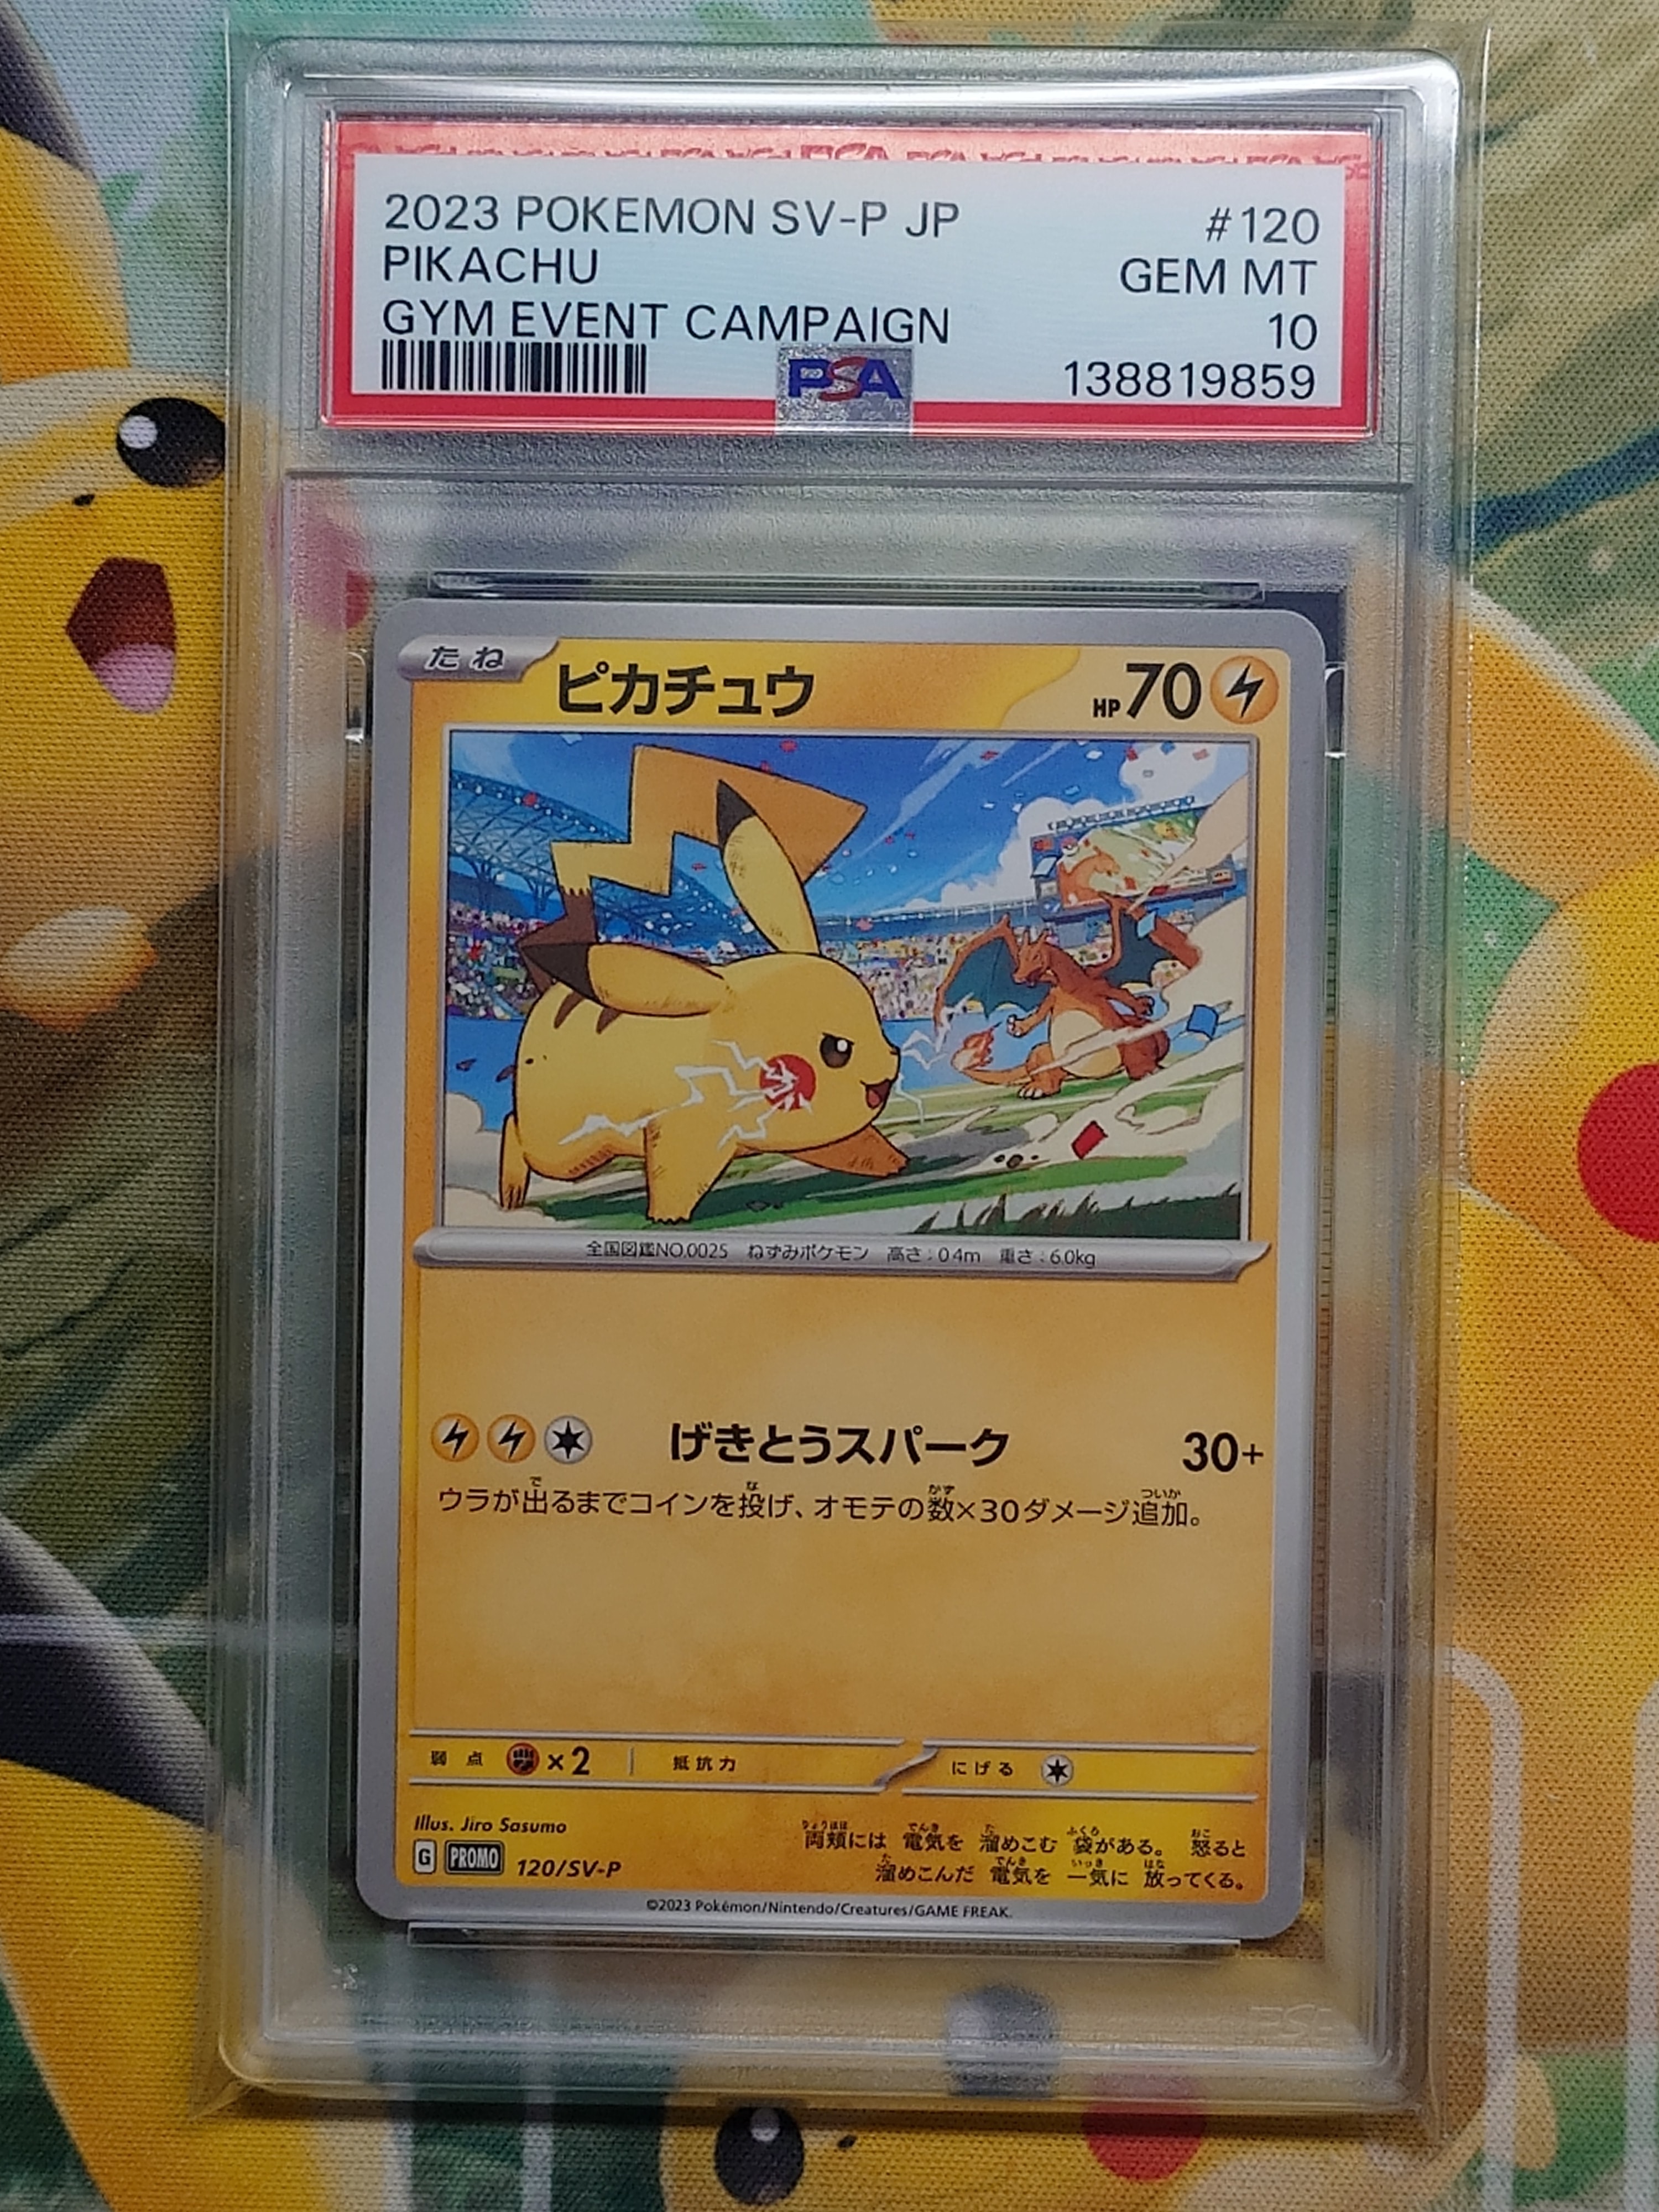 2023 POKEMON SV-P JP #120
PIKACHU GEM MT
GYM EVENT CAMPAIGN 10
PSA 138819859
たね ピカチュウ HP70
全国図鑑NO.0025 ねずみポケモン 高さ:0.4m 重さ:6.0kg
げきとうスパーク 30+
ウラが出るまでコインを投げ、オモテの数×30ダメージ追加。
弱点 ×2 抵抗力 にげる
Illus. Jiro Sasumo
両頬には 電気を 溜めこむ 袋がある。 怒ると
溜めこんだ 電気を 一気に 放ってくる。
G PROMO 120/SV-P
©2023 Pokémon/Nintendo/Creatures/GAME FREAK.